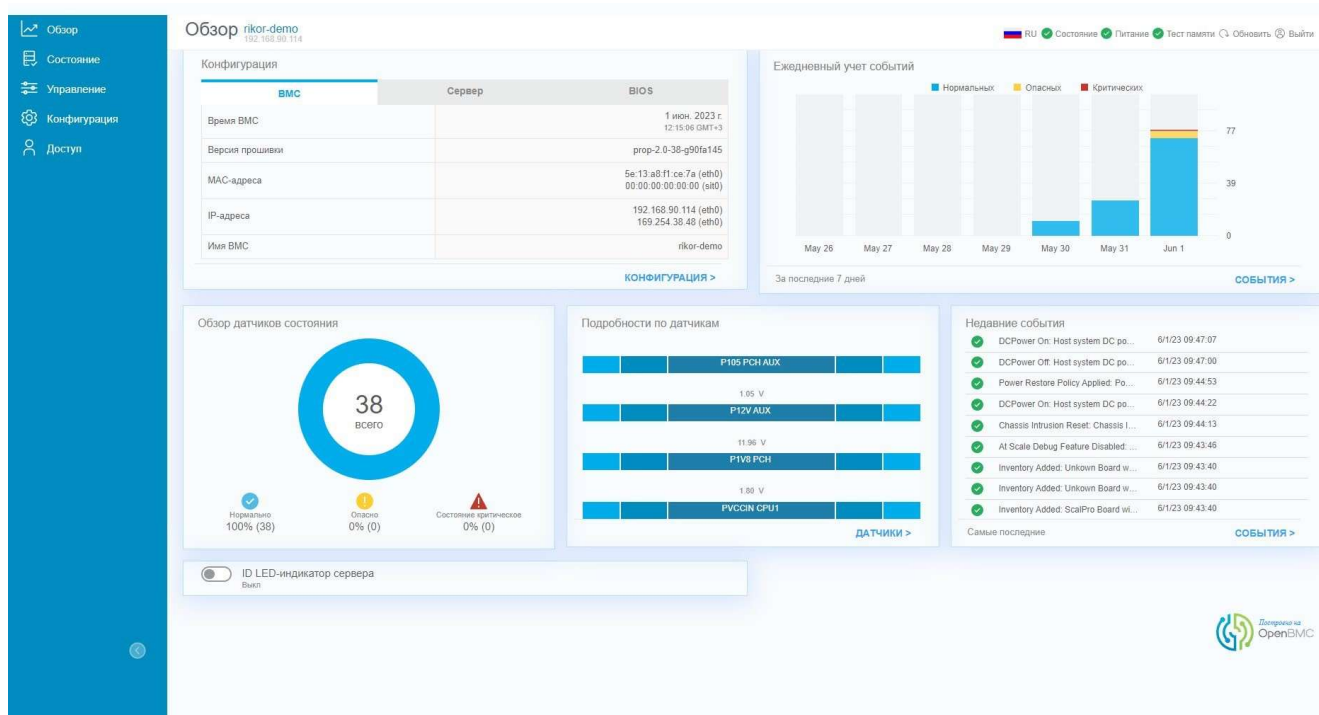 Обзор
Состояние
Управление
Конфигурация
Доступ
Обзор rikor-demo
192.168.90.114
RU Состояние Питание Тест памяти Обновить Выйти
Конфигурация
BMC Сервер BIOS
Время BMC 1 июн. 2023 г.
12:15:06 GMT+3
Версия прошивки prop-2.0-38-g90fa145
MAC-адреса 5e:13:a8:f1:ce:7a (eth0)
00:00:00:00:00:00 (sit0)
IP-адреса 192.168.90.114 (eth0)
169.254.38.48 (eth0)
Имя BMC rikor-demo
КОНФИГУРАЦИЯ >
Ежедневный учет событий
Нормальных Опасных Критических
77
39
0
May 26 May 27 May 28 May 29 May 30 May 31 Jun 1
За последние 7 дней СОБЫТИЯ >
Обзор датчиков состояния
38
всего
Нормально Опасно Состояние критическое
100% (38) 0% (0) 0% (0)
Подробности по датчикам
P105 PCH AUX
1.05 V
P12V AUX
11.96 V
P1V8 PCH
1.80 V
PVCCIN CPU1
ДАТЧИКИ >
Недавние события
DCPower On: Host system DC po... 6/1/23 09:47:07
DCPower Off: Host system DC po... 6/1/23 09:47:00
Power Restore Policy Applied: Po... 6/1/23 09:44:53
DCPower On: Host system DC po... 6/1/23 09:44:22
Chassis Intrusion Reset: Chassis I... 6/1/23 09:44:13
At Scale Debug Feature Disabled: ... 6/1/23 09:43:46
Inventory Added: Unkown Board w... 6/1/23 09:43:40
Inventory Added: Unkown Board w... 6/1/23 09:43:40
Inventory Added: ScalPro Board wi... 6/1/23 09:43:40
Самые последние СОБЫТИЯ >
ID LED-индикатор сервера
Выкл
Построено на
OpenBMC